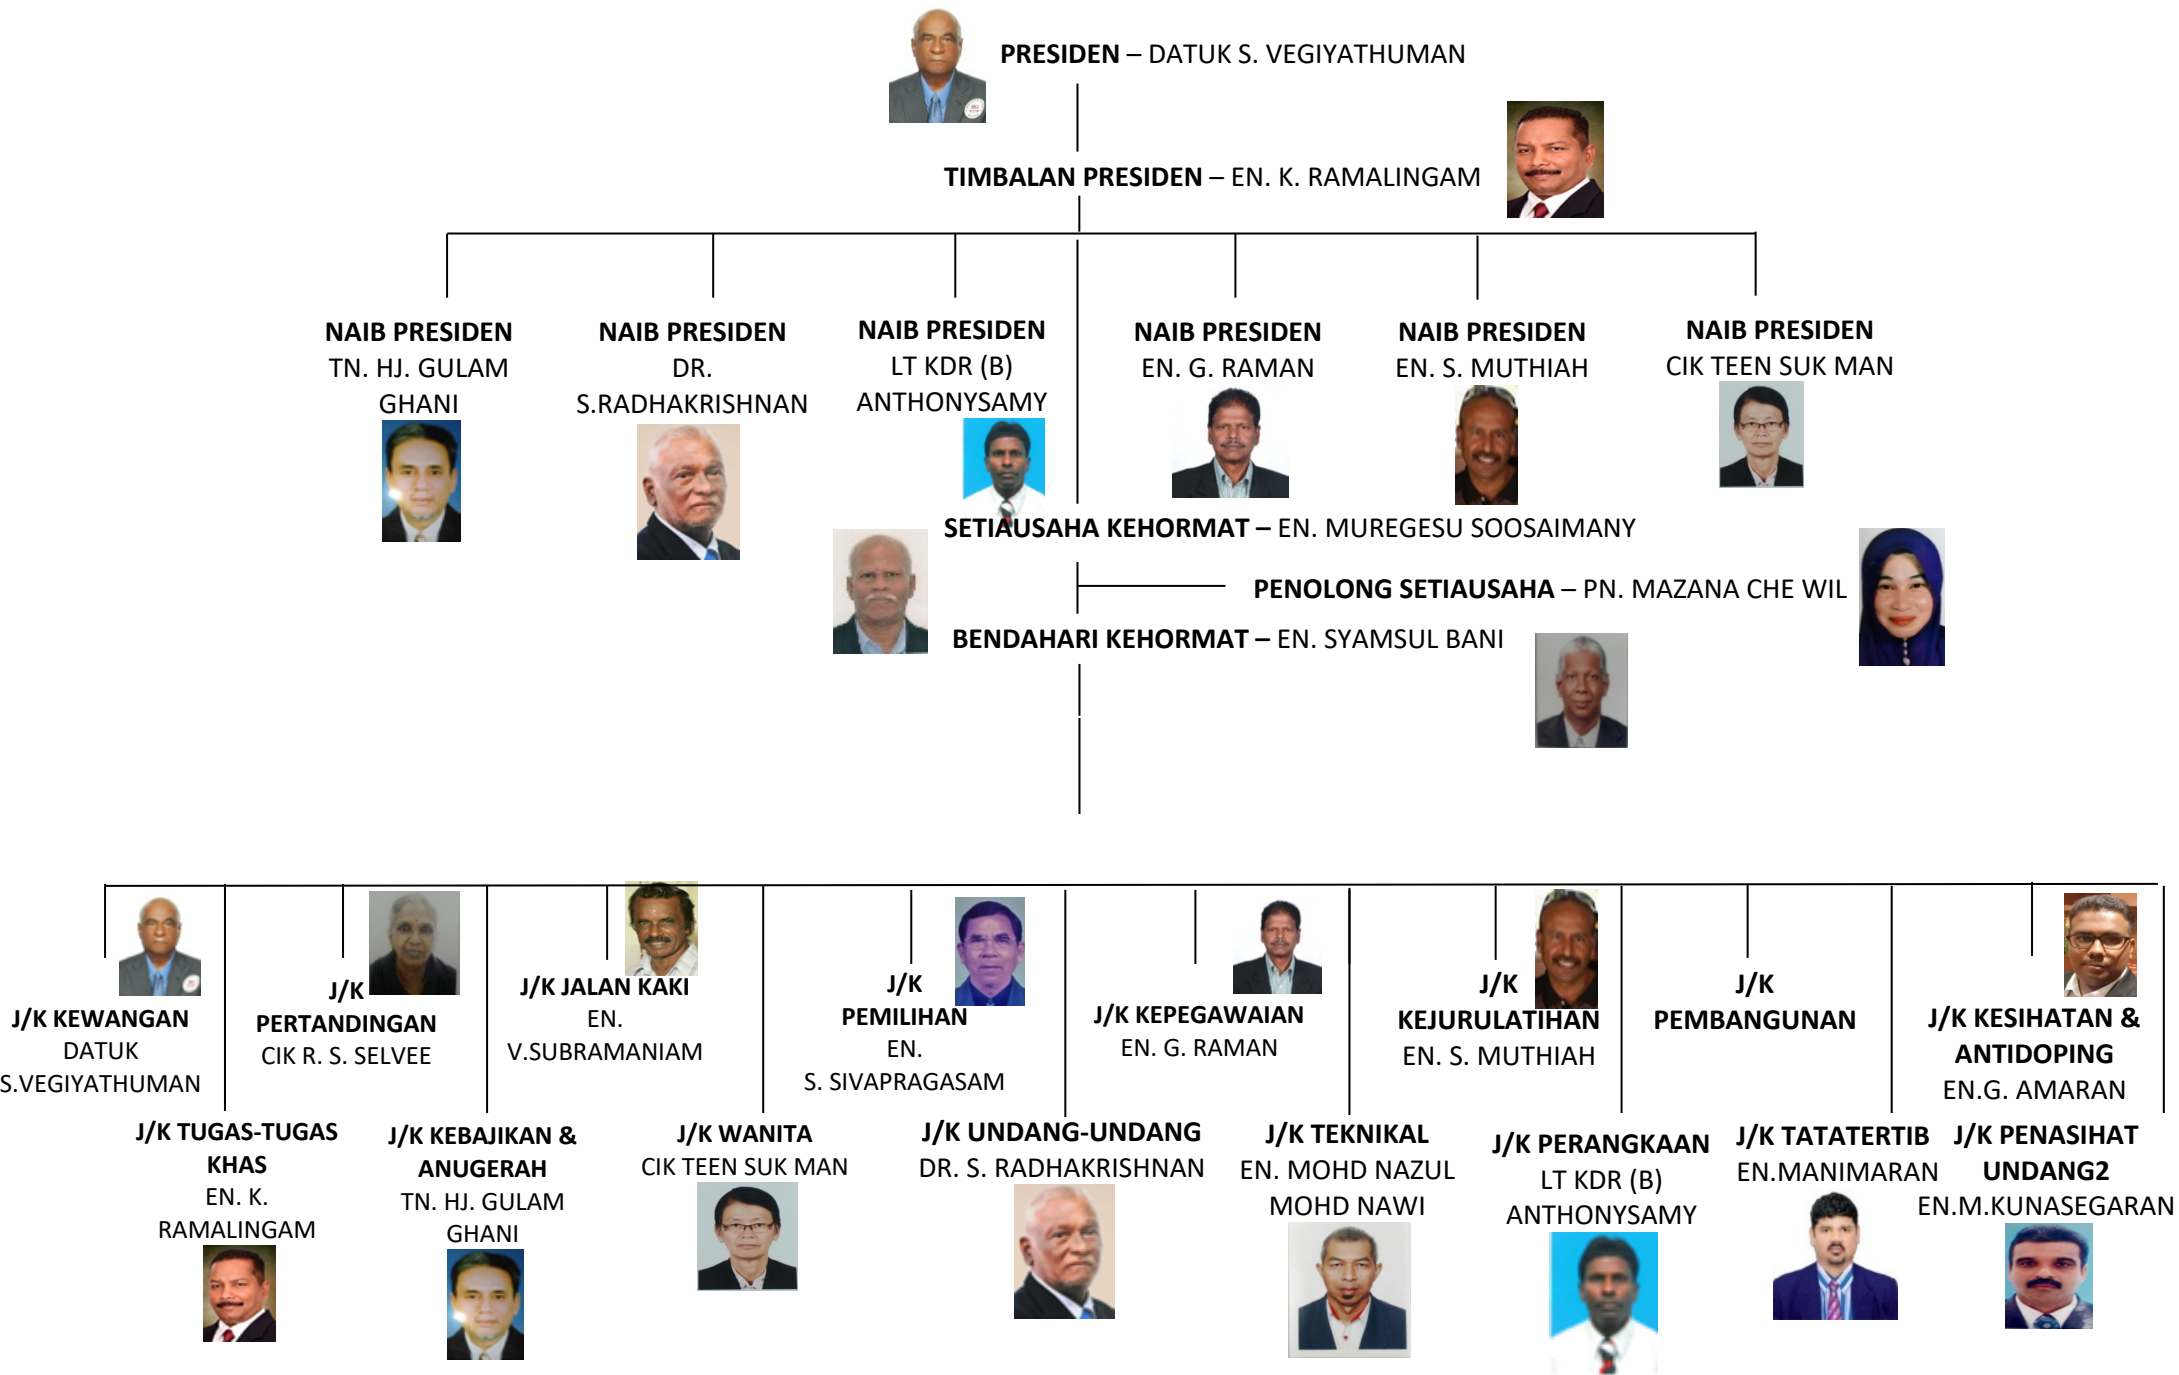 PRESIDEN – DATUK S. VEGIYATHUMAN
TIMBALAN PRESIDEN – EN. K. RAMALINGAM
NAIB PRESIDEN
TN. HJ. GULAM
GHANI
NAIB PRESIDEN
DR.
S.RADHAKRISHNAN
NAIB PRESIDEN
LT KDR (B)
ANTHONYSAMY
NAIB PRESIDEN
EN. G. RAMAN
NAIB PRESIDEN
EN. S. MUTHIAH
NAIB PRESIDEN
CIK TEEN SUK MAN
SETIAUSAHA KEHORMAT – EN. MUREGESU SOOSAIMANY
PENOLONG SETIAUSAHA – PN. MAZANA CHE WIL
BENDAHARI KEHORMAT – EN. SYAMSUL BANI
J/K KEWANGAN
DATUK
S.VEGIYATHUMAN
J/K
PERTANDINGAN
CIK R. S. SELVEE
J/K JALAN KAKI
EN.
V.SUBRAMANIAM
J/K
PEMILIHAN
EN.
S. SIVAPRAGASAM
J/K KEPEGAWAIAN
EN. G. RAMAN
J/K
KEJURULATIHAN
EN. S. MUTHIAH
J/K
PEMBANGUNAN
J/K KESIHATAN &
ANTIDOPING
EN.G. AMARAN
J/K TUGAS-TUGAS
KHAS
EN. K.
RAMALINGAM
J/K KEBAJIKAN &
ANUGERAH
TN. HJ. GULAM
GHANI
J/K WANITA
CIK TEEN SUK MAN
J/K UNDANG-UNDANG
DR. S. RADHAKRISHNAN
J/K TEKNIKAL
EN. MOHD NAZUL
MOHD NAWI
J/K PERANGKAAN
LT KDR (B)
ANTHONYSAMY
J/K TATATERTIB
EN.MANIMARAN
J/K PENASIHAT
UNDANG2
EN.M.KUNASEGARAN